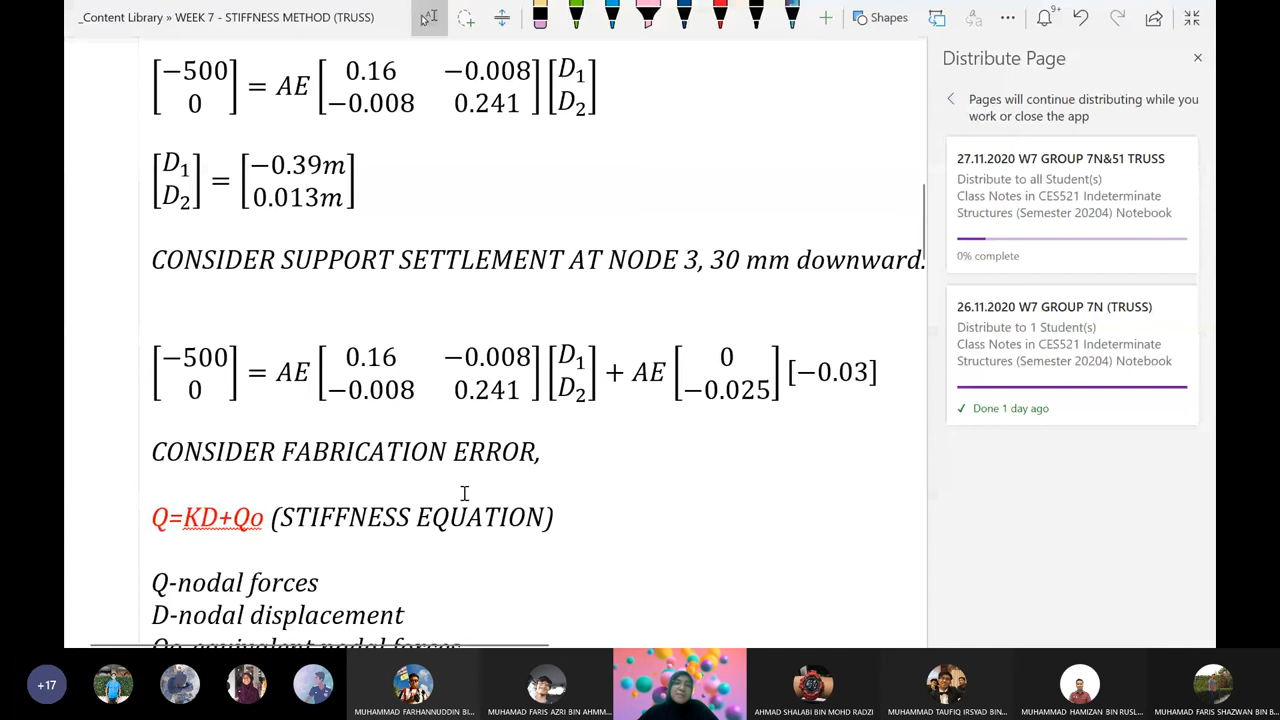 _Content Library » WEEK 7 - STIFFNESS METHOD (TRUSS)
Shapes
9+
[−500 0] = AE [0.16 −0.008 −0.008 0.241] [D₁ D₂]
[D₁ D₂] = [−0.39m 0.013m]
CONSIDER SUPPORT SETTLEMENT AT NODE 3, 30 mm downward.
[−500 0] = AE [0.16 −0.008 −0.008 0.241] [D₁ D₂] + AE [0 −0.025] [−0.03]
CONSIDER FABRICATION ERROR,
Q=KD+Qo (STIFFNESS EQUATION)
Q-nodal forces
D-nodal displacement
Qo-equivalent nodal forces
Distribute Page
Pages will continue distributing while you
work or close the app
27.11.2020 W7 GROUP 7N&51 TRUSS
Distribute to all Student(s)
Class Notes in CES521 Indeterminate
Structures (Semester 20204) Notebook
0% complete
26.11.2020 W7 GROUP 7N (TRUSS)
Distribute to 1 Student(s)
Class Notes in CES521 Indeterminate
Structures (Semester 20204) Notebook
Done 1 day ago
+17
MUHAMMAD FARHANNUDDIN BI...
MUHAMAD FARIS AZRI BIN AHMM...
AHMAD SHALABI BIN MOHD RADZI
MUHAMMAD TAUFIQ IRSYAD BIN...
MUHAMMAD HAMIZAN BIN RUSL...
MUHAMMAD FARIS SHAZWAN BIN B...